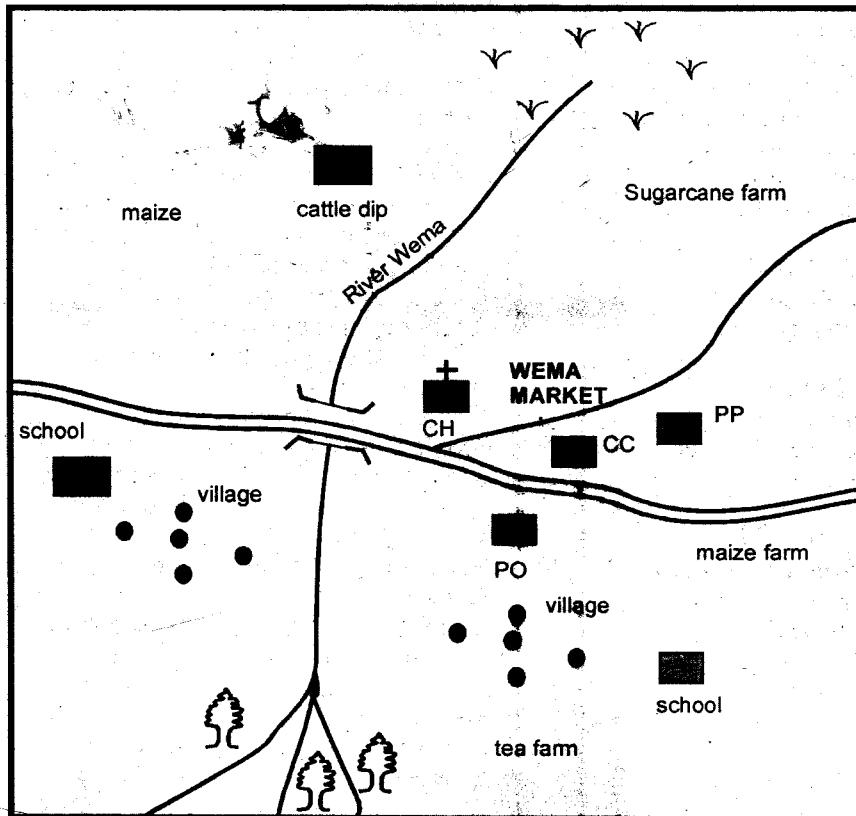 Sugarcane farm
maize
cattle dip
River Wema
WEMA
MARKET
CH
PP
CC
school
village
PO
maize farm
village
school
tea farm